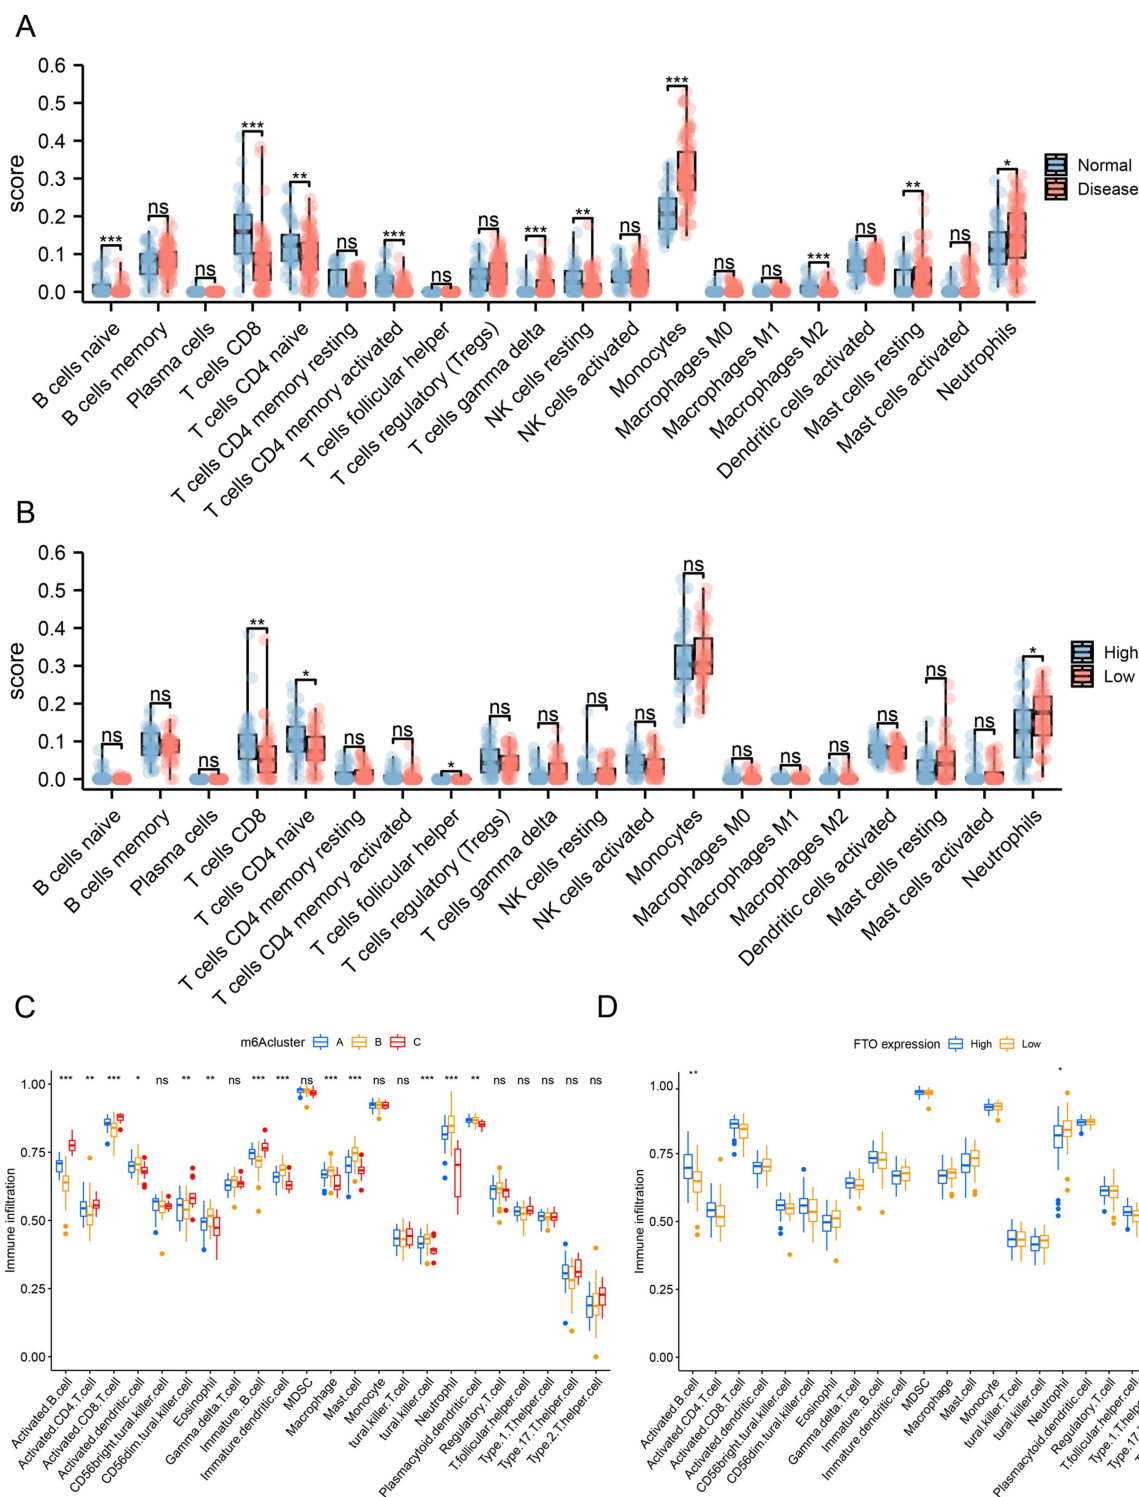 A
0.6
0.5
0.4
0.3
0.2
0.1
0.0
score
*** ns ns *** ** ns *** ns ns *** ** ns *** ns ns *** ns ** ns *
Normal
Disease
B cells naive
B cells memory
Plasma cells
T cells CD8
T cells CD4 naive
T cells CD4 memory resting
T cells CD4 memory activated
T cells follicular helper
T cells regulatory (Tregs)
T cells gamma delta
NK cells resting
NK cells activated
Monocytes
Macrophages M0
Macrophages M1
Macrophages M2
Dendritic cells activated
Mast cells resting
Mast cells activated
Neutrophils
B
0.6
0.5
0.4
0.3
0.2
0.1
0.0
score
ns ns ns ** * ns ns * ns ns ns ns ns ns ns ns ns ns ns *
High
Low
B cells naive
B cells memory
Plasma cells
T cells CD8
T cells CD4 naive
T cells CD4 memory resting
T cells CD4 memory activated
T cells follicular helper
T cells regulatory (Tregs)
T cells gamma delta
NK cells resting
NK cells activated
Monocytes
Macrophages M0
Macrophages M1
Macrophages M2
Dendritic cells activated
Mast cells resting
Mast cells activated
Neutrophils
C
m6Acluster A B C
*** ** *** * ns ** ** ns *** *** ns *** *** ns ns *** *** ** ns ns ns ns ns
1.00
0.75
0.50
0.25
0.00
Immune infiltration
Activated.B.cell
Activated.CD4.T.cell
Activated.CD8.T.cell
Activated.dendritic.cell
CD56bright.tural.killer.cell
CD56dim.tural.killer.cell
Eosinophil
Gamma.delta.T.cell
Immature..B.cell
Immature.dendritic.cell
MDSC
Macrophage
Mast.cell
Monocyte
tural.killer.T.cell
tural.killer.cell
Neutrophil
Plasmacytoid.dendritic.cell
Regulatory.T.cell
T.follicular.helper.cell
Type.1.T.helper.cell
Type.17.T.helper.cell
Type.2.T.helper.cell
D
FTO expression High Low
** *
1.00
0.75
0.50
0.25
0.00
Immune infiltration
Activated.B.cell
Activated.CD4.T.cell
Activated.CD8.T.cell
Activated.dendritic.cell
CD56bright.tural.killer.cell
CD56dim.tural.killer.cell
Eosinophil
Gamma.delta.T.cell
Immature..B.cell
Immature.dendritic.cell
MDSC
Macrophage
Mast.cell
Monocyte
tural.killer.T.cell
tural.killer.cell
Neutrophil
Plasmacytoid.dendritic.cell
Regulatory.T.cell
T.follicular.helper.cell
Type.1.T.help
Type.17.T